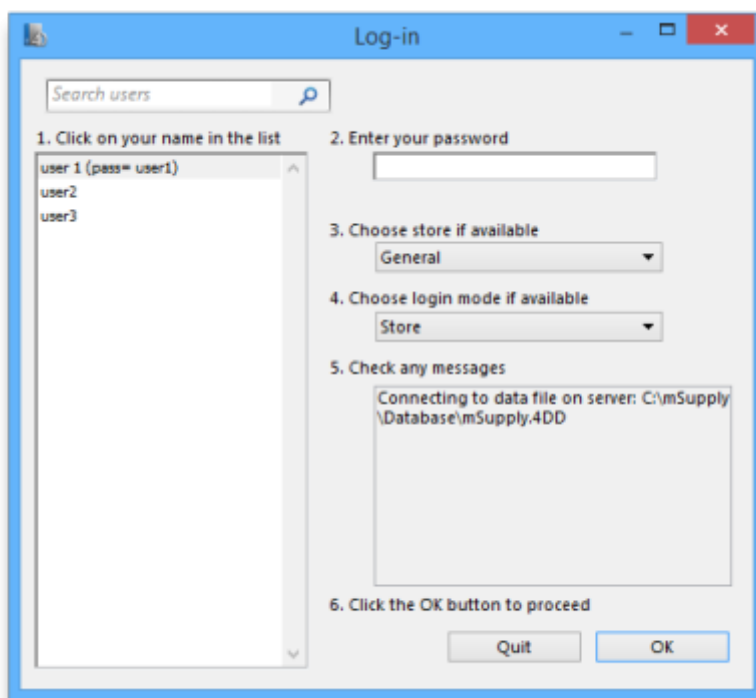 Log-in
Search users
1. Click on your name in the list
user 1 (pass= user1)
user2
user3
2. Enter your password
3. Choose store if available
General
4. Choose login mode if available
Store
5. Check any messages
Connecting to data file on server: C:\mSupply
\Database\mSupply.4DD
6. Click the OK button to proceed
Quit
OK